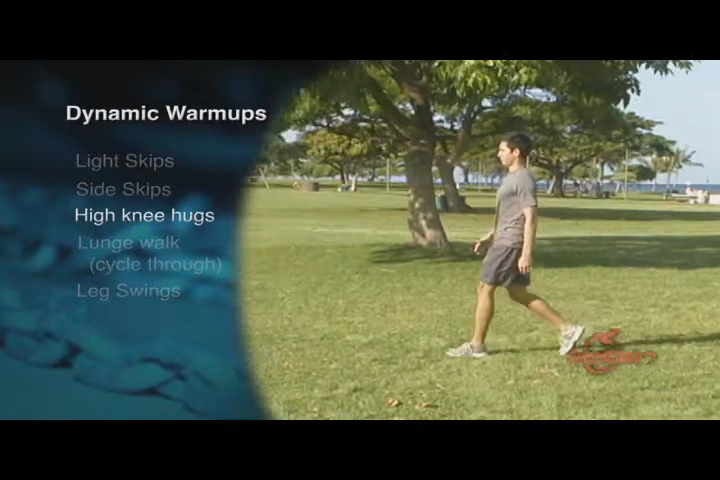 Dynamic Warmups
Light Skips
Side Skips
High knee hugs
Lunge walk
(cycle through)
Leg Swings